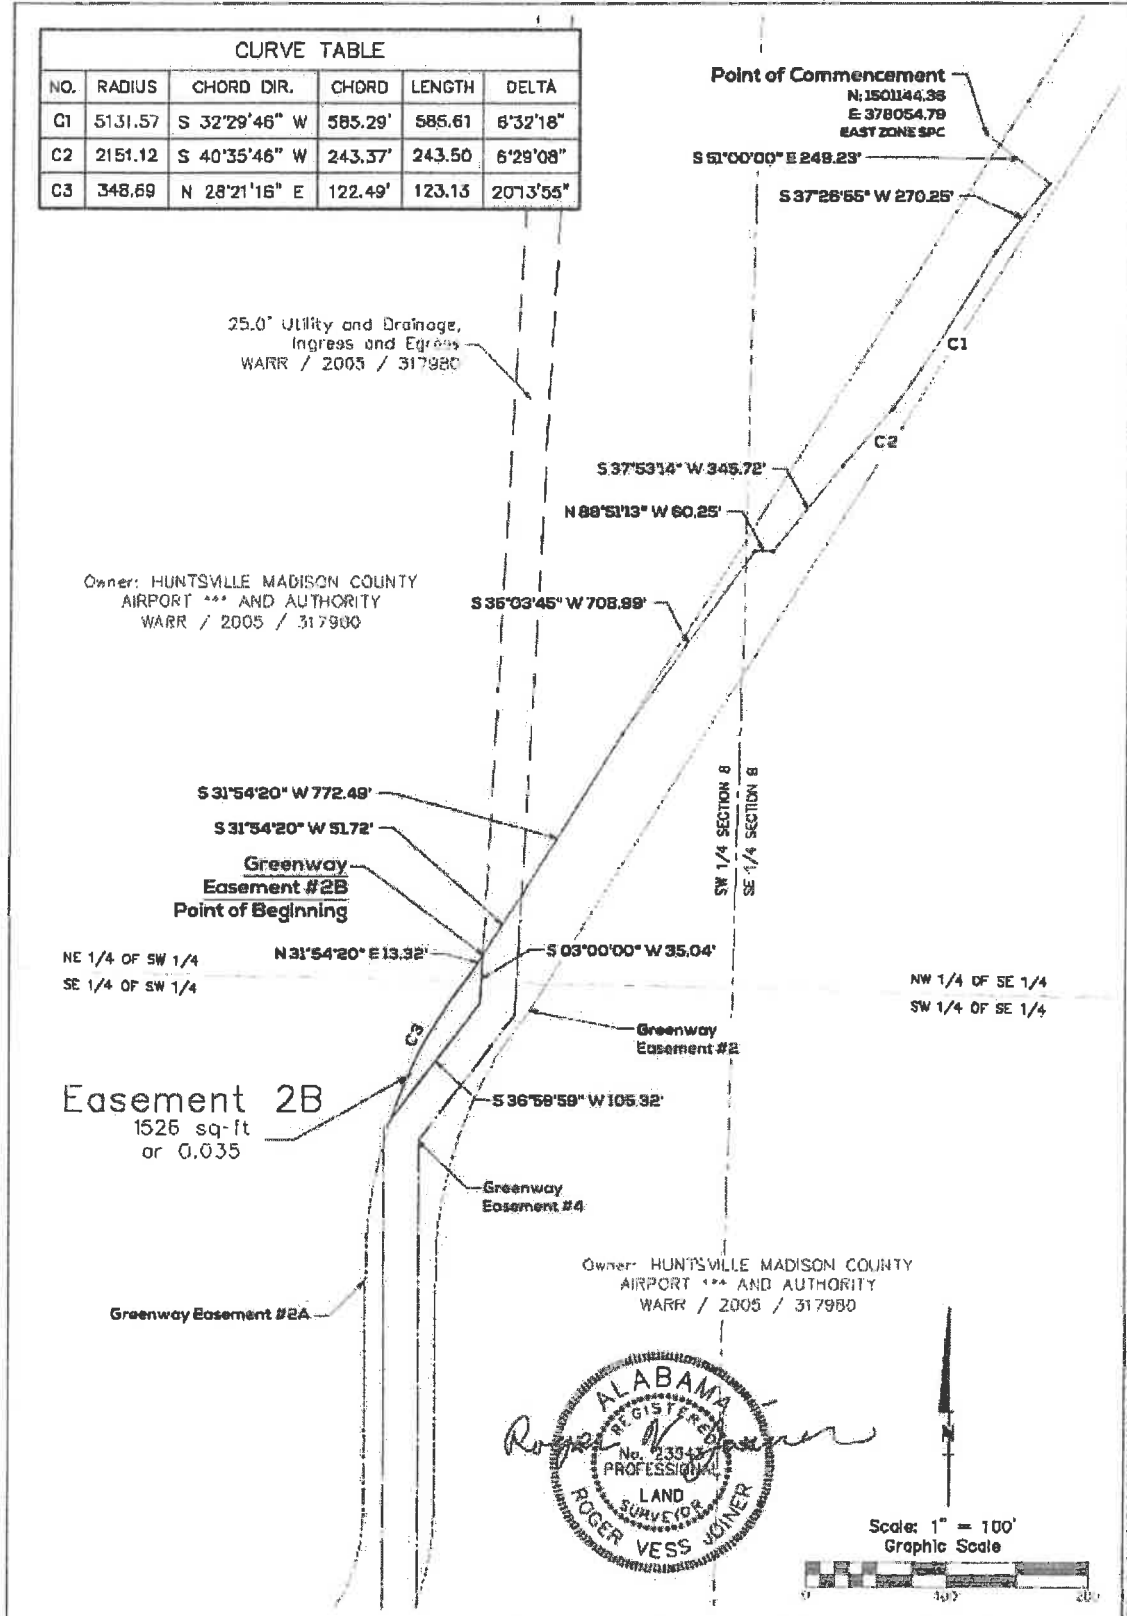 CURVE TABLE
NO. RADIUS CHORD DIR. CHORD LENGTH DELTA
C1 5131.57 S 32°29'46" W 585.29' 585.61 6°32'18"
C2 2151.12 S 40°35'46" W 243.37' 243.50 6°29'08"
C3 348.69 N 28°21'16" E 122.49' 123.13 20°13'55"
Point of Commencement
N: 1501144.36
E: 378054.79
EAST ZONE SPC
S 51°00'00" E 249.23'
S 37°26'55" W 270.25'
25.0' Utility and Drainage,
Ingress and Egress
WARR / 2005 / 317980
C1
C2
S 37°53'14" W 345.72'
N 88°51'13" W 60.25'
Owner: HUNTSVILLE MADISON COUNTY
AIRPORT *** AND AUTHORITY
WARR / 2005 / 317980
S 36°03'45" W 708.99'
SW 1/4 SECTION 8
SE 1/4 SECTION 8
S 31°54'20" W 772.49'
S 31°54'20" W 51.72'
Greenway
Easement #2B
Point of Beginning
N 31°54'20" E 13.32'
S 03°00'00" W 35.04'
NE 1/4 OF SW 1/4
SE 1/4 OF SW 1/4
NW 1/4 OF SE 1/4
SW 1/4 OF SE 1/4
C3
Greenway
Easement #2
Easement 2B
1526 sq-ft
or 0.035
S 36°59'59" W 105.32'
Greenway
Easement #4
Owner: HUNTSVILLE MADISON COUNTY
AIRPORT *** AND AUTHORITY
WARR / 2005 / 317980
Greenway Easement #2A
ALABAMA
REGISTERED
No. 23543
PROFESSIONAL
LAND
SURVEYOR
ROGER VESS JOINER
Roger V Joiner
N
Scale: 1" = 100'
Graphic Scale
0 100 200